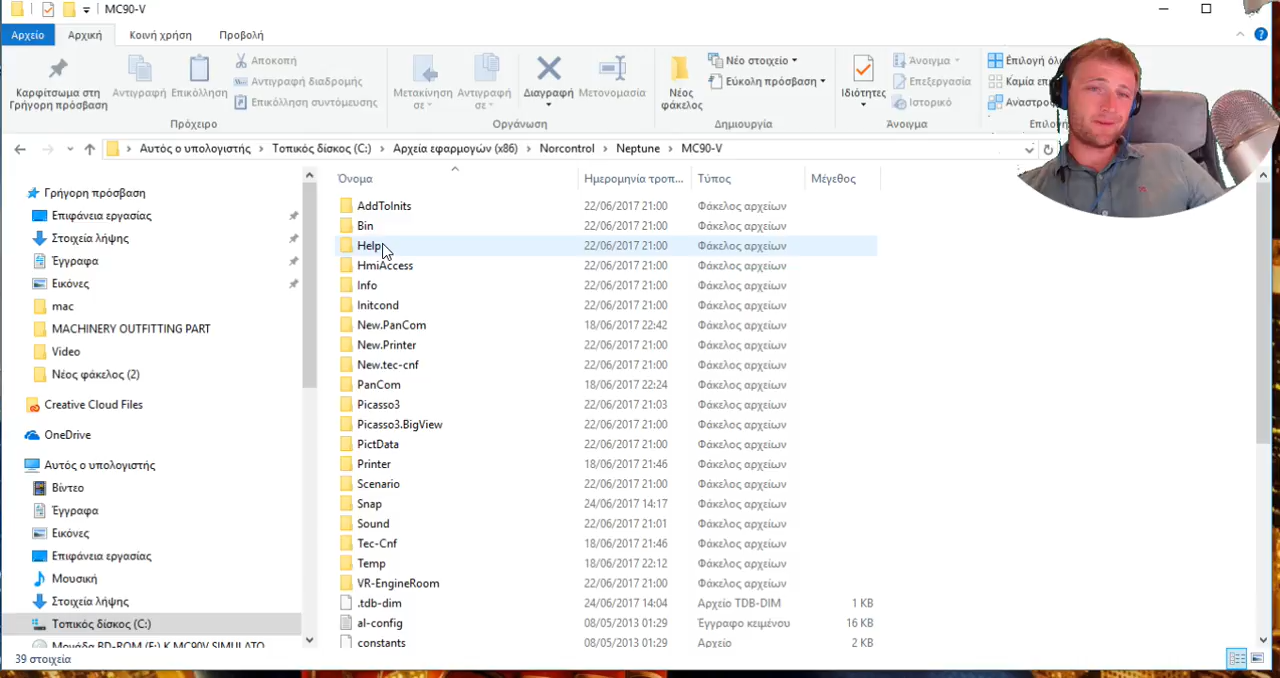 MC90-V
Αρχείο Αρχική Κοινή χρήση Προβολή
Καρφίτσωμα στη Γρήγορη πρόσβαση
Αντιγραφή
Επικόλληση
Αποκοπή
Αντιγραφή διαδρομής
Επικόλληση συντόμευσης
Πρόχειρο
Μετακίνηση σε
Αντιγραφή σε
Διαγραφή
Μετονομασία
Οργάνωση
Νέος φάκελος
Νέο στοιχείο
Εύκολη πρόσβαση
Δημιουργία
Ιδιότητες
Άνοιγμα
Επεξεργασία
Ιστορικό
Άνοιγμα
Αυτός ο υπολογιστής > Τοπικός δίσκος (C:) > Αρχεία εφαρμογών (x86) > Norcontrol > Neptune > MC90-V
Όνομα Ημερομηνία τροπ... Τύπος Μέγεθος
Γρήγορη πρόσβαση
Επιφάνεια εργασίας
Στοιχεία λήψης
Έγγραφα
Εικόνες
mac
MACHINERY OUTFITTING PART
Video
Νέος φάκελος (2)
Creative Cloud Files
OneDrive
Αυτός ο υπολογιστής
Βίντεο
Έγγραφα
Εικόνες
Επιφάνεια εργασίας
Μουσική
Στοιχεία λήψης
Τοπικός δίσκος (C:)
AddToInits 22/06/2017 21:00 Φάκελος αρχείων
Bin 22/06/2017 21:00 Φάκελος αρχείων
Help 22/06/2017 21:00 Φάκελος αρχείων
HmiAccess 22/06/2017 21:00 Φάκελος αρχείων
Info 22/06/2017 21:00 Φάκελος αρχείων
Initcond 22/06/2017 21:00 Φάκελος αρχείων
New.PanCom 18/06/2017 22:42 Φάκελος αρχείων
New.Printer 22/06/2017 21:00 Φάκελος αρχείων
New.tec-cnf 22/06/2017 21:00 Φάκελος αρχείων
PanCom 18/06/2017 22:24 Φάκελος αρχείων
Picasso3 22/06/2017 21:03 Φάκελος αρχείων
Picasso3.BigView 22/06/2017 21:00 Φάκελος αρχείων
PictData 22/06/2017 21:00 Φάκελος αρχείων
Printer 18/06/2017 21:46 Φάκελος αρχείων
Scenario 22/06/2017 21:00 Φάκελος αρχείων
Snap 24/06/2017 14:17 Φάκελος αρχείων
Sound 22/06/2017 21:01 Φάκελος αρχείων
Tec-Cnf 18/06/2017 21:46 Φάκελος αρχείων
Temp 18/06/2017 22:12 Φάκελος αρχείων
VR-EngineRoom 22/06/2017 21:00 Φάκελος αρχείων
.tdb-dim 24/06/2017 14:04 Αρχείο TDB-DIM 1 KB
al-config 08/05/2013 01:29 Έγγραφο κειμένου 16 KB
constants 08/05/2013 01:29 Αρχείο 2 KB
39 στοιχεία